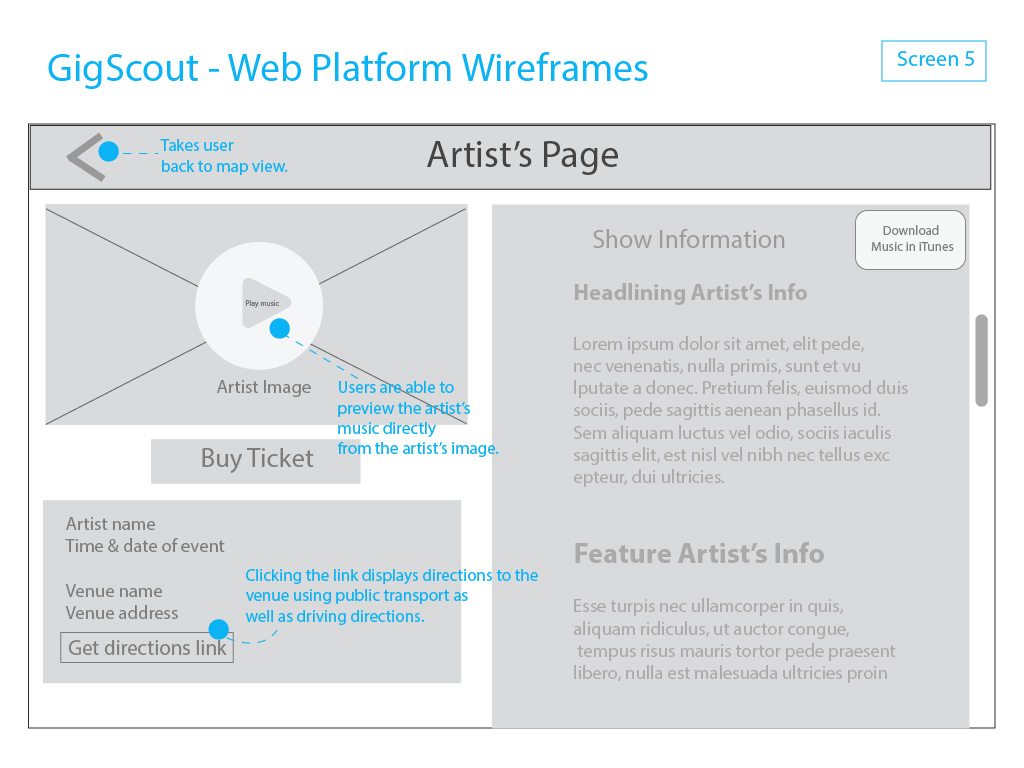 GigScout - Web Platform Wireframes
Screen 5
Takes user
back to map view.
Artist's Page
Play music
Artist Image
Users are able to
preview the artist's
music directly
from the artist's image.
Buy Ticket
Artist name
Time & date of event
Venue name
Venue address
Get directions link
Clicking the link displays directions to the
venue using public transport as
well as driving directions.
Show Information
Download
Music in iTunes
Headlining Artist's Info
Lorem ipsum dolor sit amet, elit pede,
nec venenatis, nulla primis, sunt et vu
lputate a donec. Pretium felis, euismod duis
sociis, pede sagittis aenean phasellus id.
Sem aliquam luctus vel odio, sociis iaculis
sagittis elit, est nisl vel nibh nec tellus exc
epteur, dui ultricies.
Feature Artist's Info
Esse turpis nec ullamcorper in quis,
aliquam ridiculus, ut auctor congue,
tempus risus mauris tortor pede praesent
libero, nulla est malesuada ultricies proin